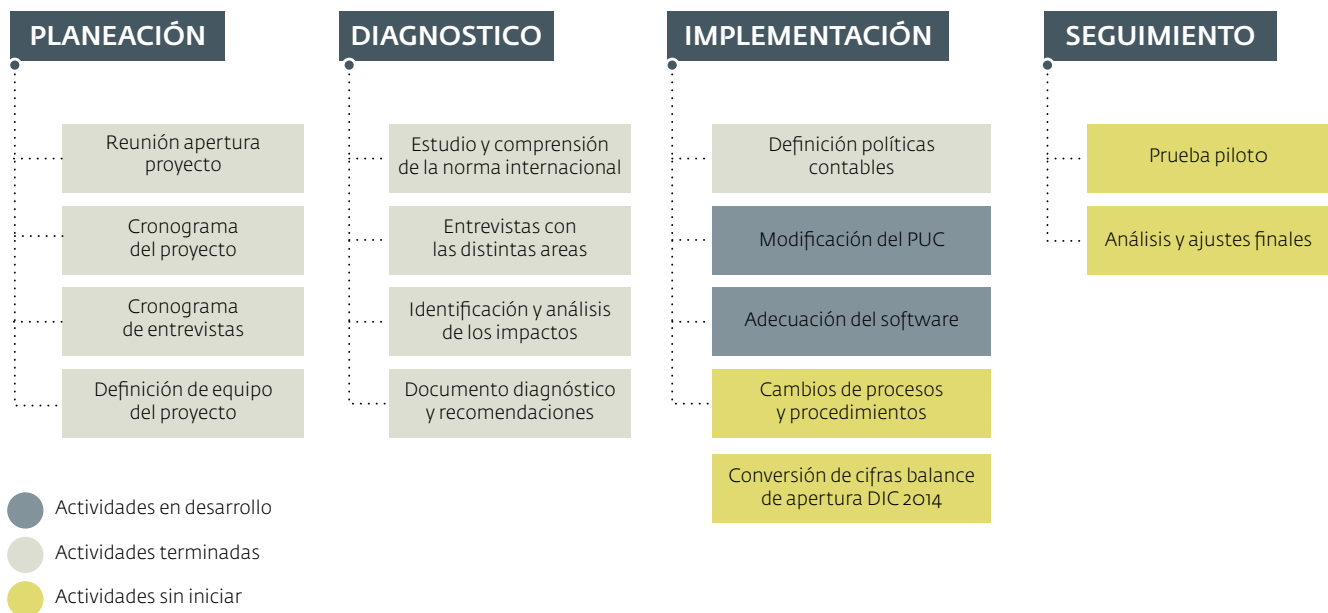 PLANEACIÓN
Reunión apertura
proyecto
Cronograma
del proyecto
Cronograma
de entrevistas
Definición de equipo
del proyecto
DIAGNOSTICO
Estudio y comprensión
de la norma internacional
Entrevistas con
las distintas areas
Identificación y análisis
de los impactos
Documento diagnóstico
y recomendaciones
IMPLEMENTACIÓN
Definición políticas
contables
Modificación del PUC
Adecuación del software
Cambios de procesos
y procedimientos
Conversión de cifras balance
de apertura DIC 2014
SEGUIMIENTO
Prueba piloto
Análisis y ajustes finales
Actividades en desarrollo
Actividades terminadas
Actividades sin iniciar